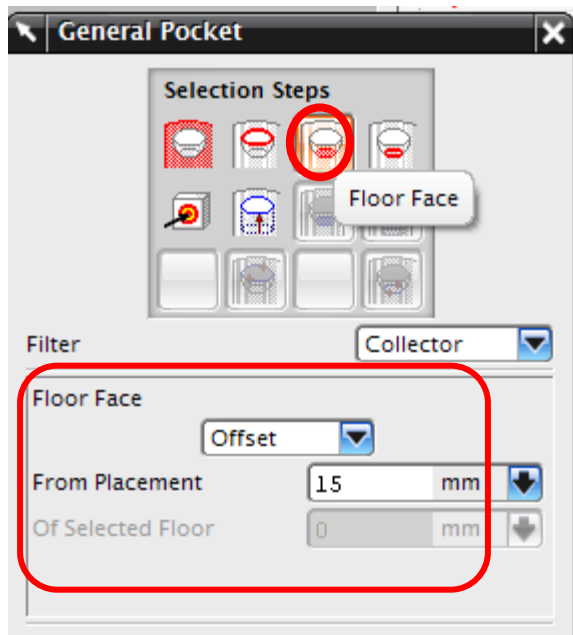 General Pocket
Selection Steps
Floor Face
Filter Collector
Floor Face
Offset
From Placement 15 mm
Of Selected Floor 0 mm